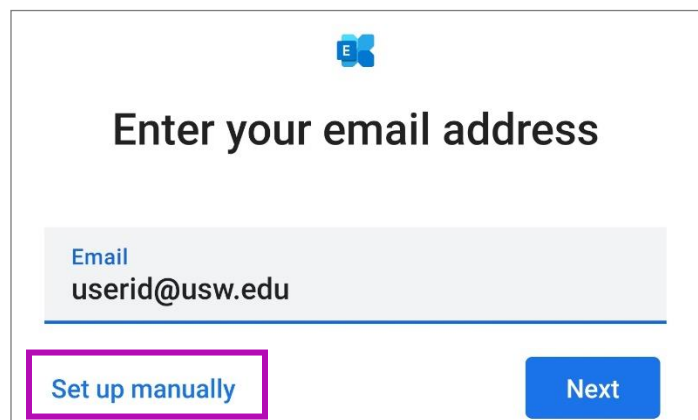 E
Enter your email address
Email
userid@usw.edu
Set up manually
Next